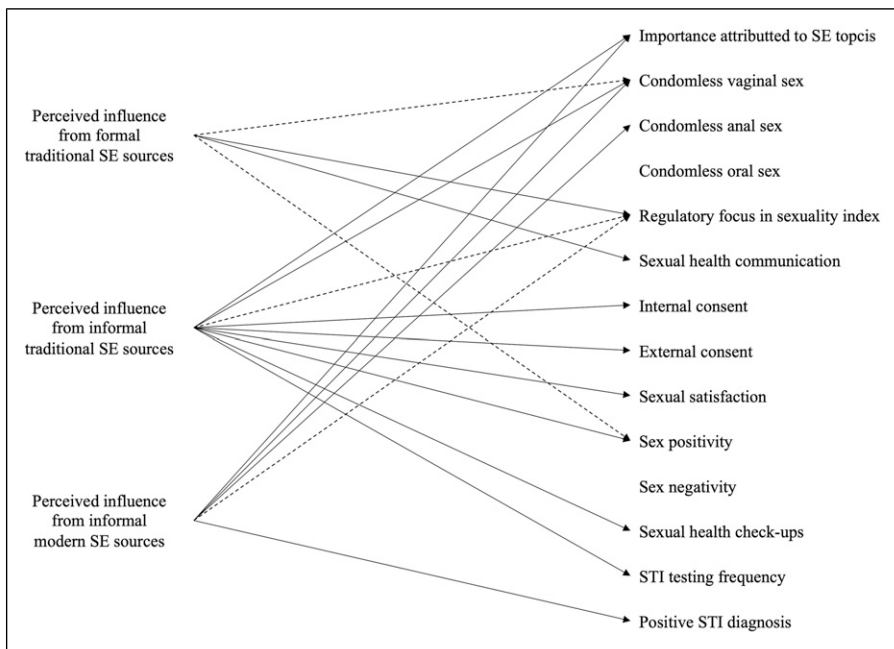 Perceived influence
from formal
traditional SE sources
Perceived influence
from informal
traditional SE sources
Perceived influence
from informal
modern SE sources
Importance attributted to SE topcis
Condomless vaginal sex
Condomless anal sex
Condomless oral sex
Regulatory focus in sexuality index
Sexual health communication
Internal consent
External consent
Sexual satisfaction
Sex positivity
Sex negativity
Sexual health check-ups
STI testing frequency
Positive STI diagnosis